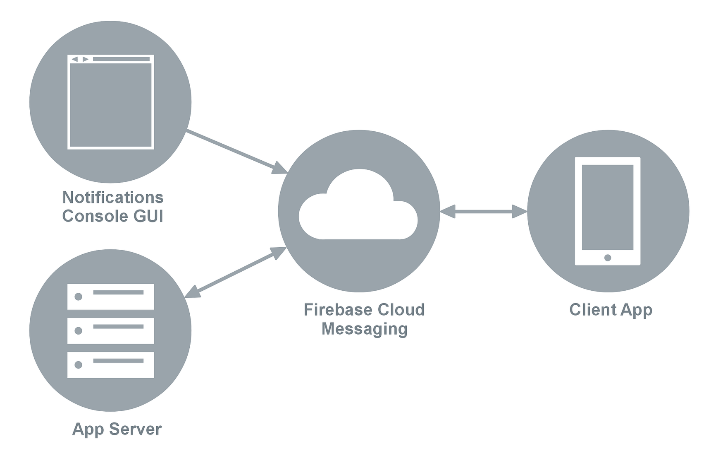 Notifications
Console GUI
Firebase Cloud
Messaging
Client App
App Server